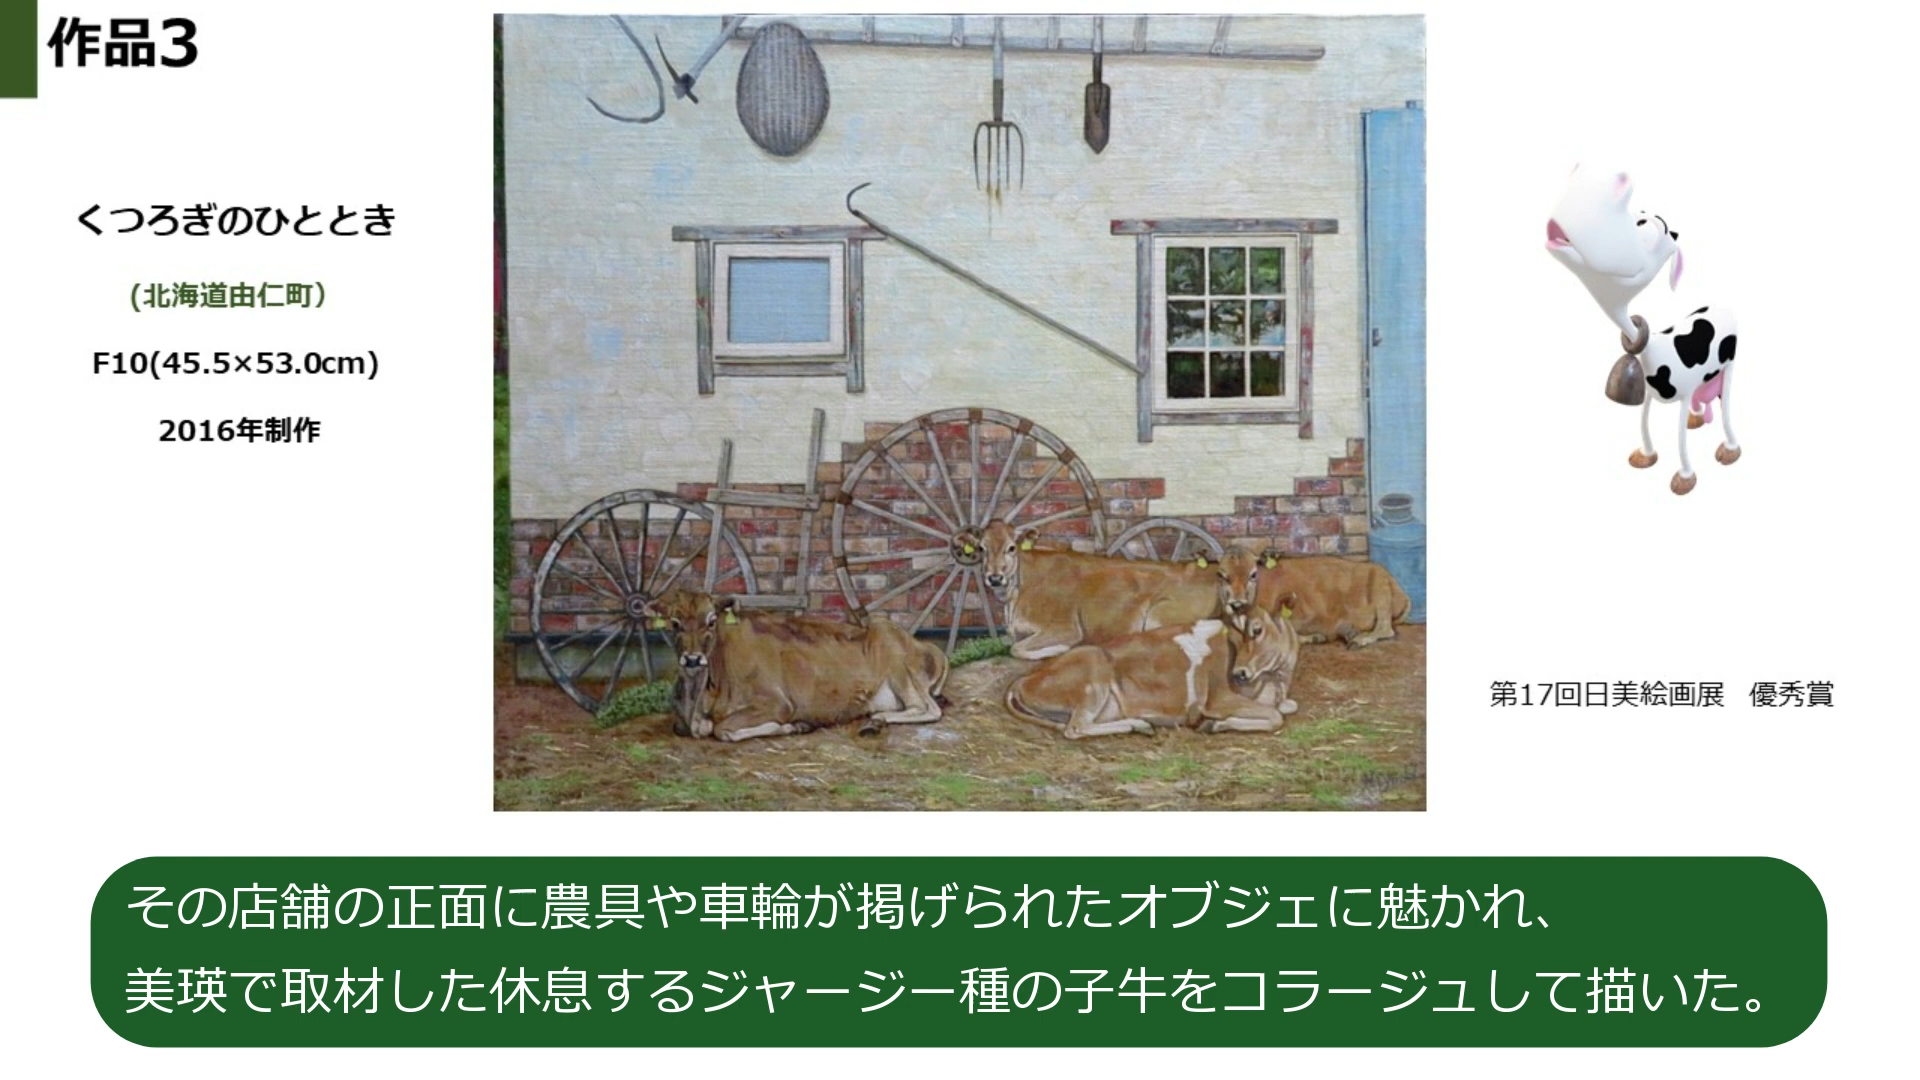 作品3
くつろぎのひととき
(北海道由仁町）
F10(45.5×53.0cm)
2016年制作
第17回日美絵画展　優秀賞
その店舗の正面に農具や車輪が掲げられたオブジェに魅かれ、
美瑛で取材した休息するジャージー種の子牛をコラージュして描いた。